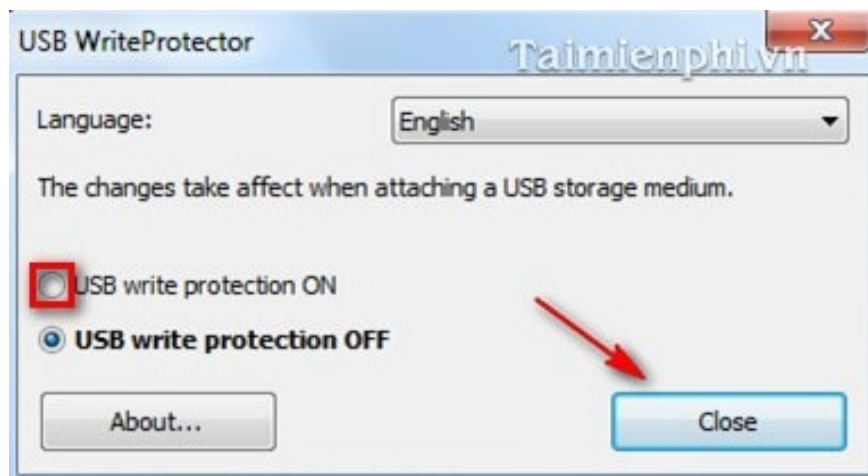 USB WriteProtector
Taimienphi.vn
Language:
English
The changes take affect when attaching a USB storage medium.
USB write protection ON
USB write protection OFF
About...
Close